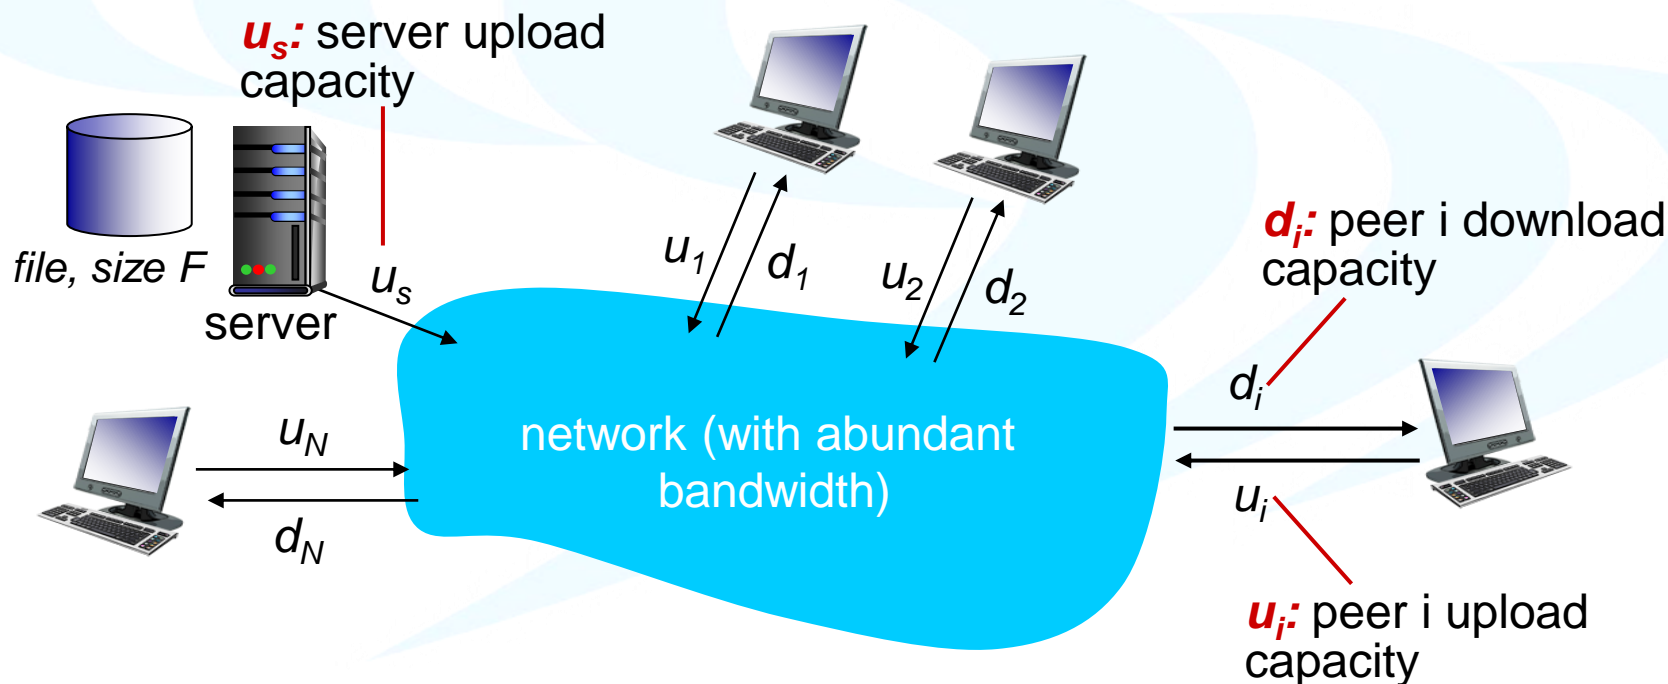 u_s: server upload
capacity
file, size F
server
u_s
u_1
d_1
u_2
d_2
d_i: peer i download
capacity
d_i
u_i
u_N
d_N
network (with abundant
bandwidth)
u_i: peer i upload
capacity